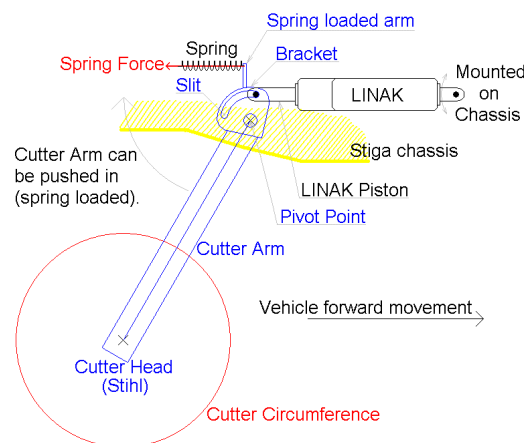 Spring loaded arm
Spring
Bracket
Spring Force
Mounted
on
Chassis
Slit
LINAK
Stiga chassis
Cutter Arm can
be pushed in
(spring loaded).
LINAK Piston
Pivot Point
Cutter Arm
Vehicle forward movement
Cutter Head
(Stihl)
Cutter Circumference